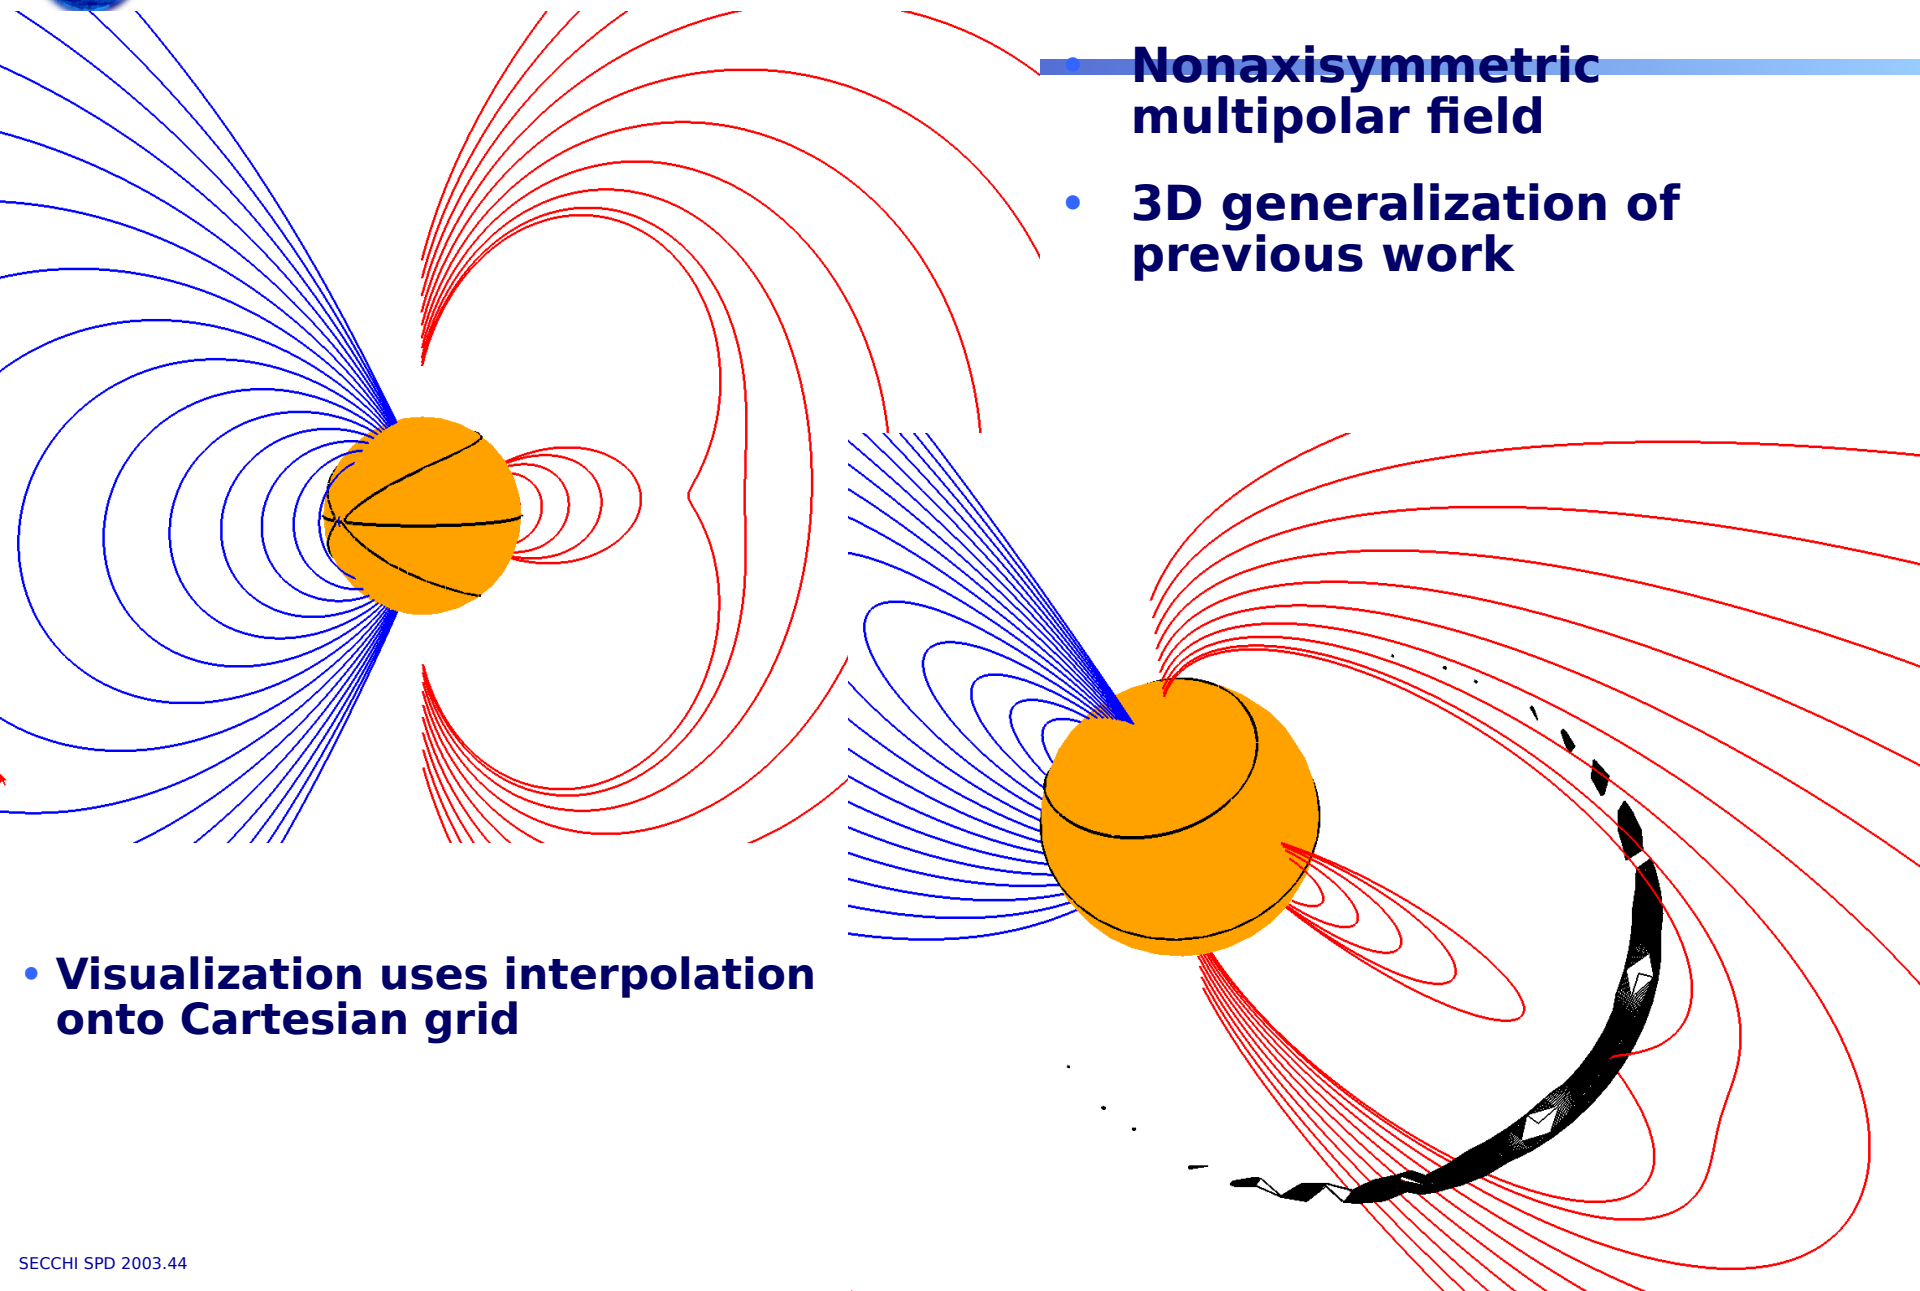 • Nonaxisymmetric
multipolar field
• 3D generalization of
previous work
• Visualization uses interpolation
onto Cartesian grid
SECCHI SPD 2003.44